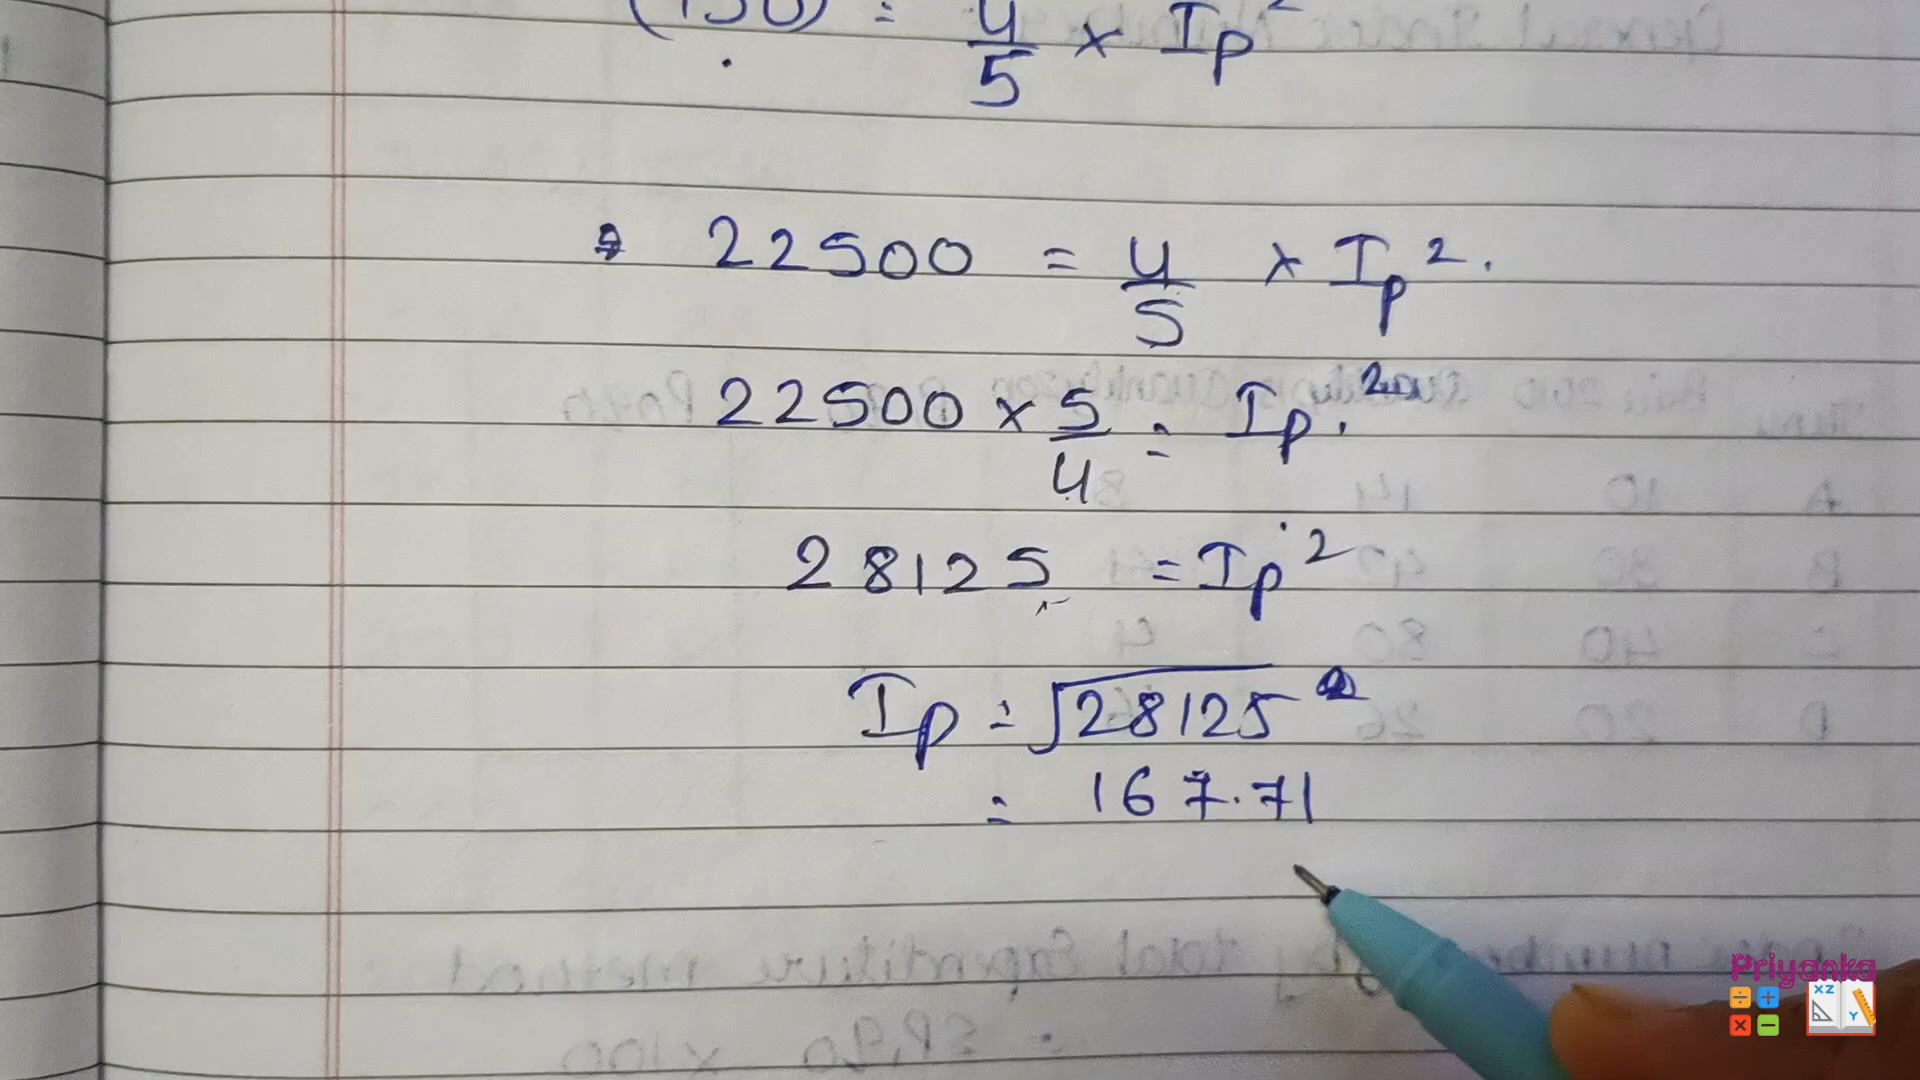 (150) = 4/5 × Ip²
⇒ 22500 = 4/5 × Ip².
22500 × 5/4 = Ip.²
28125 = Ip²
Ip = √28125
= 167.71
Priyanka